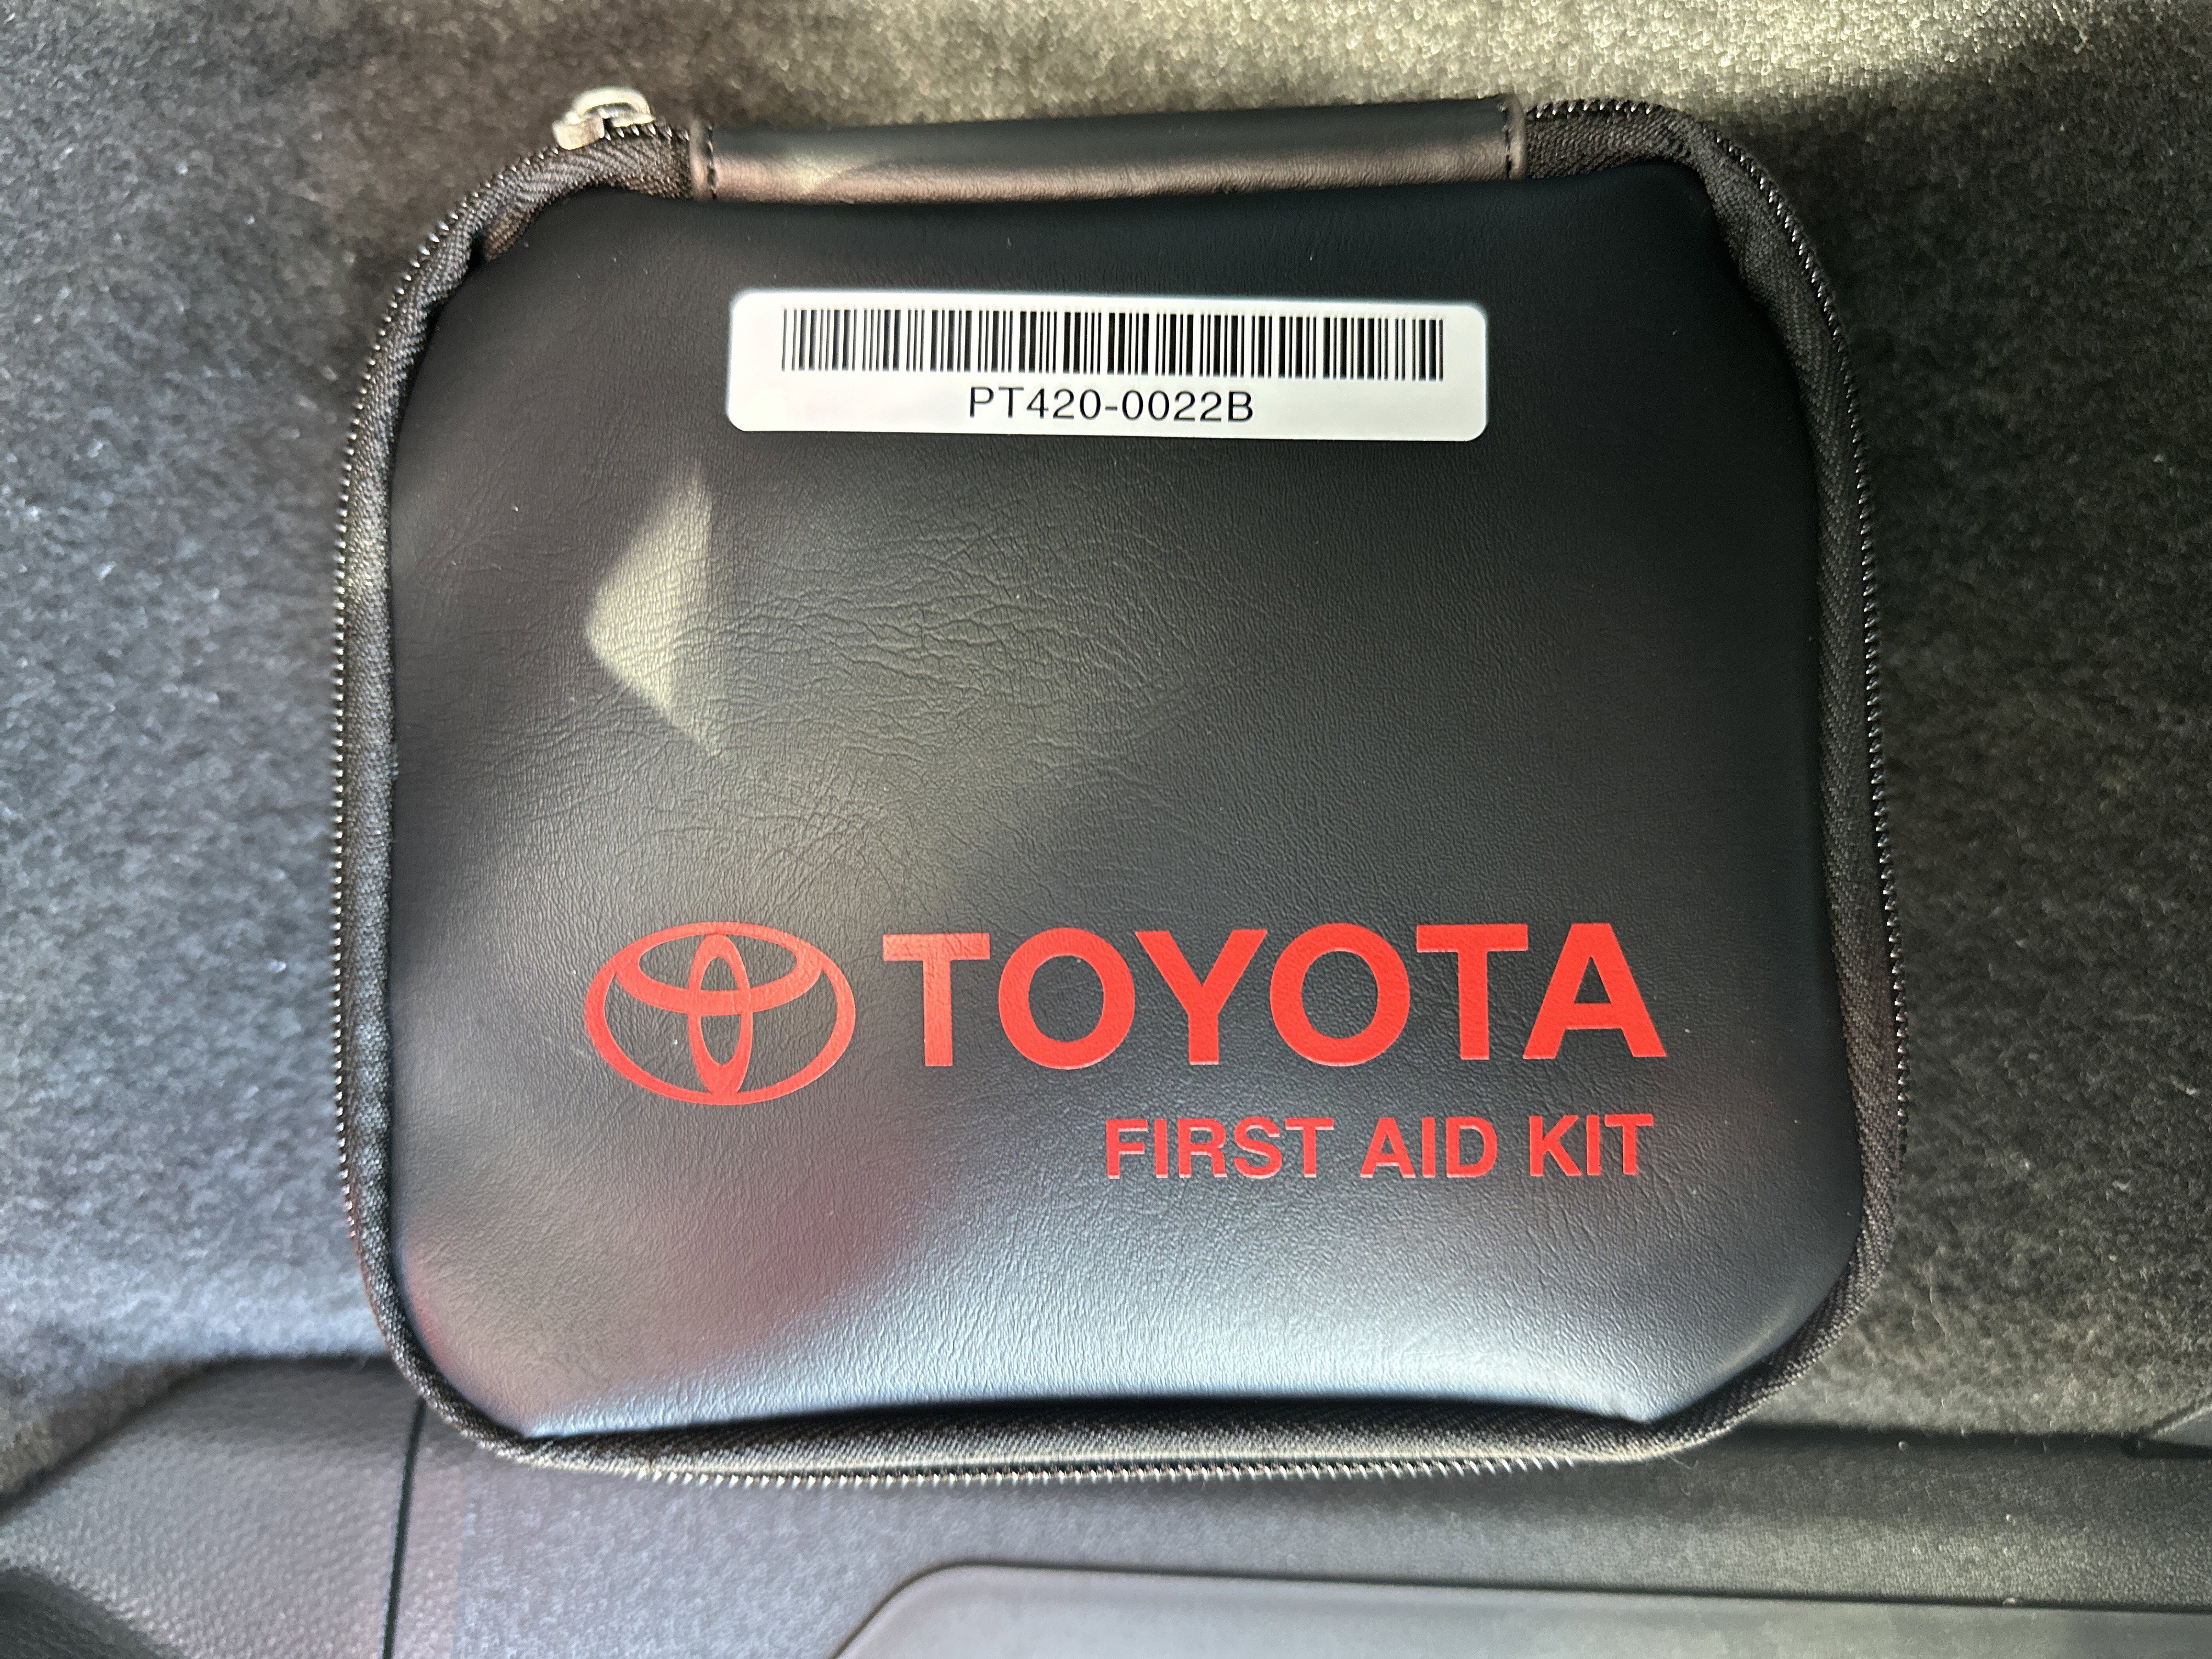 PT420-0022B
TOYOTA
FIRST AID KIT